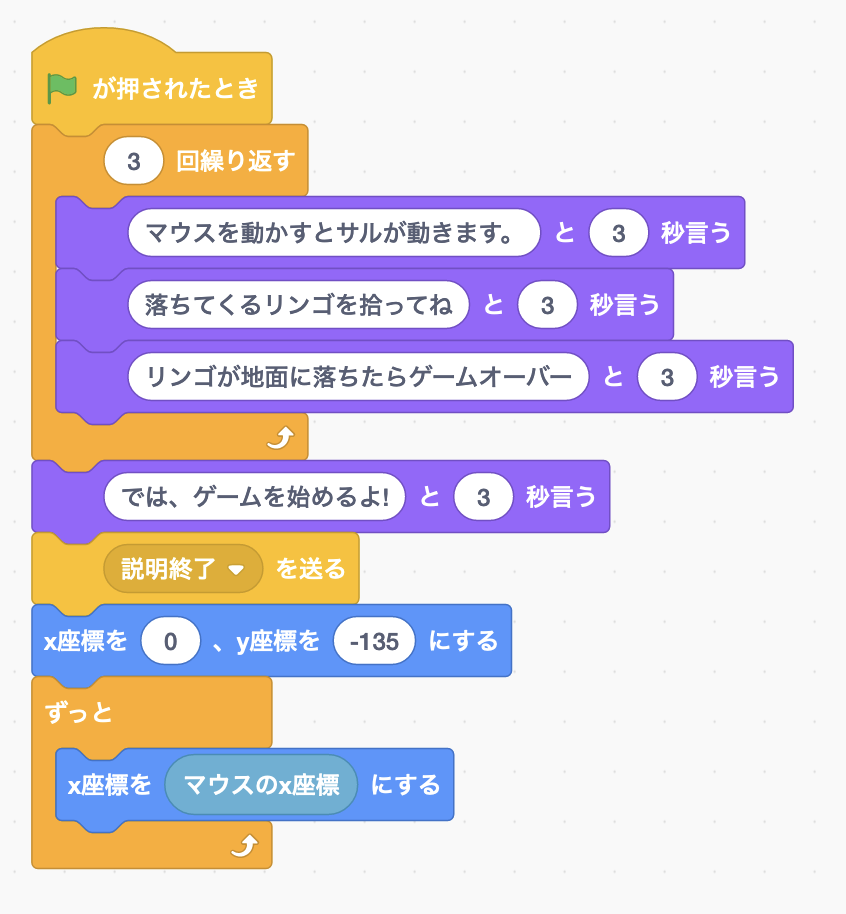 が押されたとき
3 回繰り返す
マウスを動かすとサルが動きます。 と 3 秒言う
落ちてくるリンゴを拾ってね と 3 秒言う
リンゴが地面に落ちたらゲームオーバー と 3 秒言う
では、ゲームを始めるよ! と 3 秒言う
説明終了 を送る
x座標を 0 、y座標を -135 にする
ずっと
x座標を マウスのx座標 にする